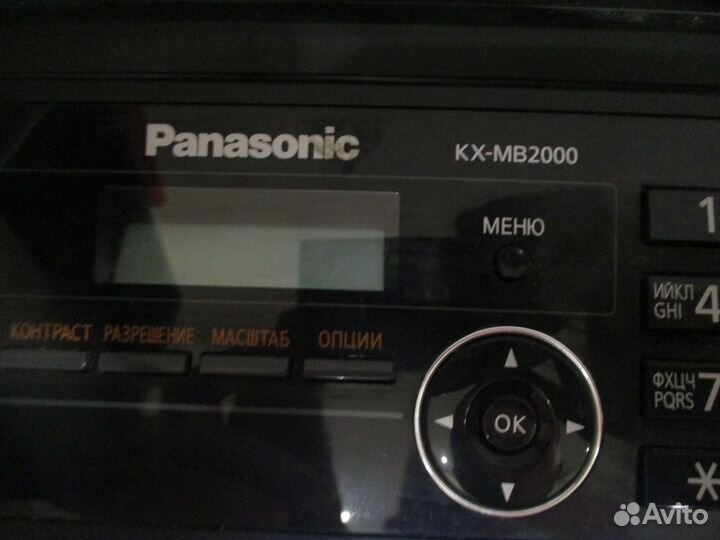 Panasonic
KX-MB2000
МЕНЮ
1
КОНТРАСТ РАЗРЕШЕНИЕ МАСШТАБ ОПЦИИ
ИЙКЛ
GHI 4
ФХЦЧ
PQRS 7
OK
*
Avito